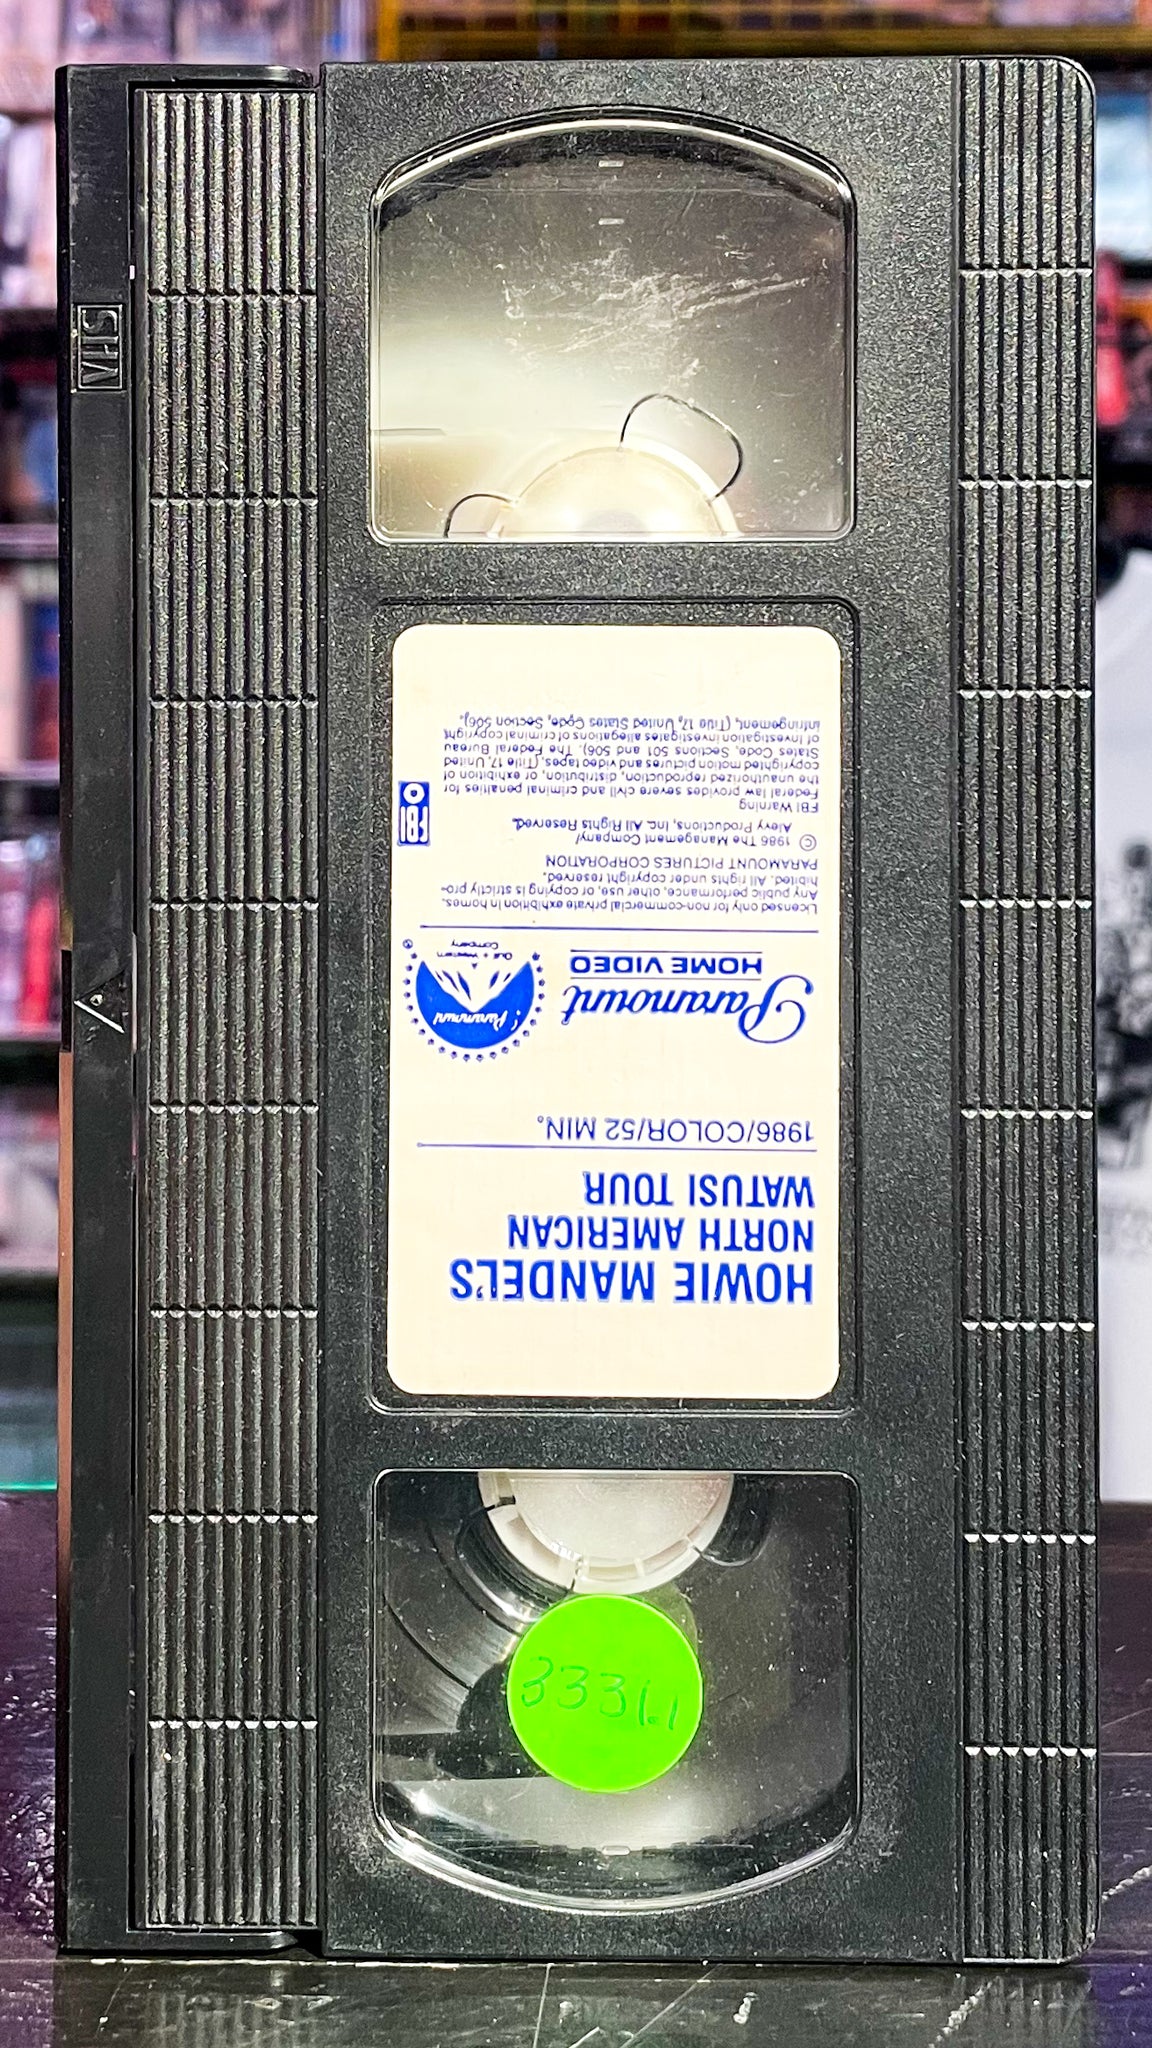 HOWIE MANDEL'S
NORTH AMERICAN
WATUSI TOUR
1986/COLOR/52 MIN.
Paramount
HOME VIDEO
Paramount
A
Gulf + Western
Company
®
Licensed only for non-commercial private exhibition in homes.
Any public performance, other use, or copying is strictly pro-
hibited. All rights under copyright reserved.
PARAMOUNT PICTURES CORPORATION
© 1986 The Management Company/
Alevy Productions, Inc. All Rights Reserved.
FBI Warning
Federal law provides severe civil and criminal penalties for
the unauthorized reproduction, distribution, or exhibition of
copyrighted motion pictures and video tapes, (Title 17, United
States Code, Sections 501 and 506). The Federal Bureau
of Investigation investigates allegations of criminal copyright
infringement, (Title 17, United States Code, Section 506).
FBI
VHS
3331.1